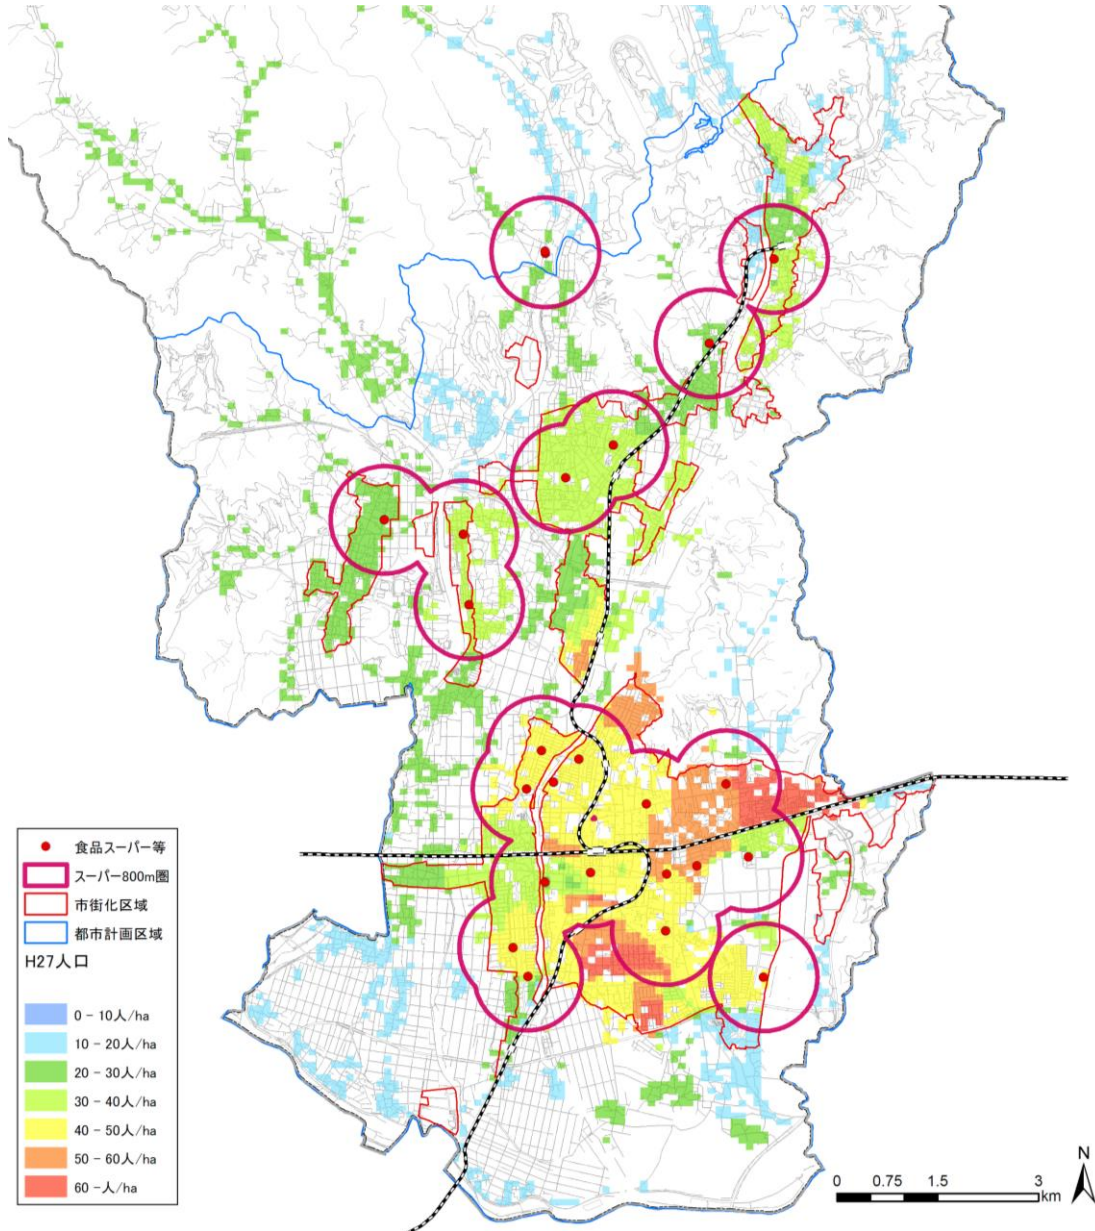 食品スーパー等
スーパー800m圏
市街化区域
都市計画区域
H27人口
0 - 10人/ha
10 - 20人/ha
20 - 30人/ha
30 - 40人/ha
40 - 50人/ha
50 - 60人/ha
60 -人/ha
N
0 0.75 1.5 3
km